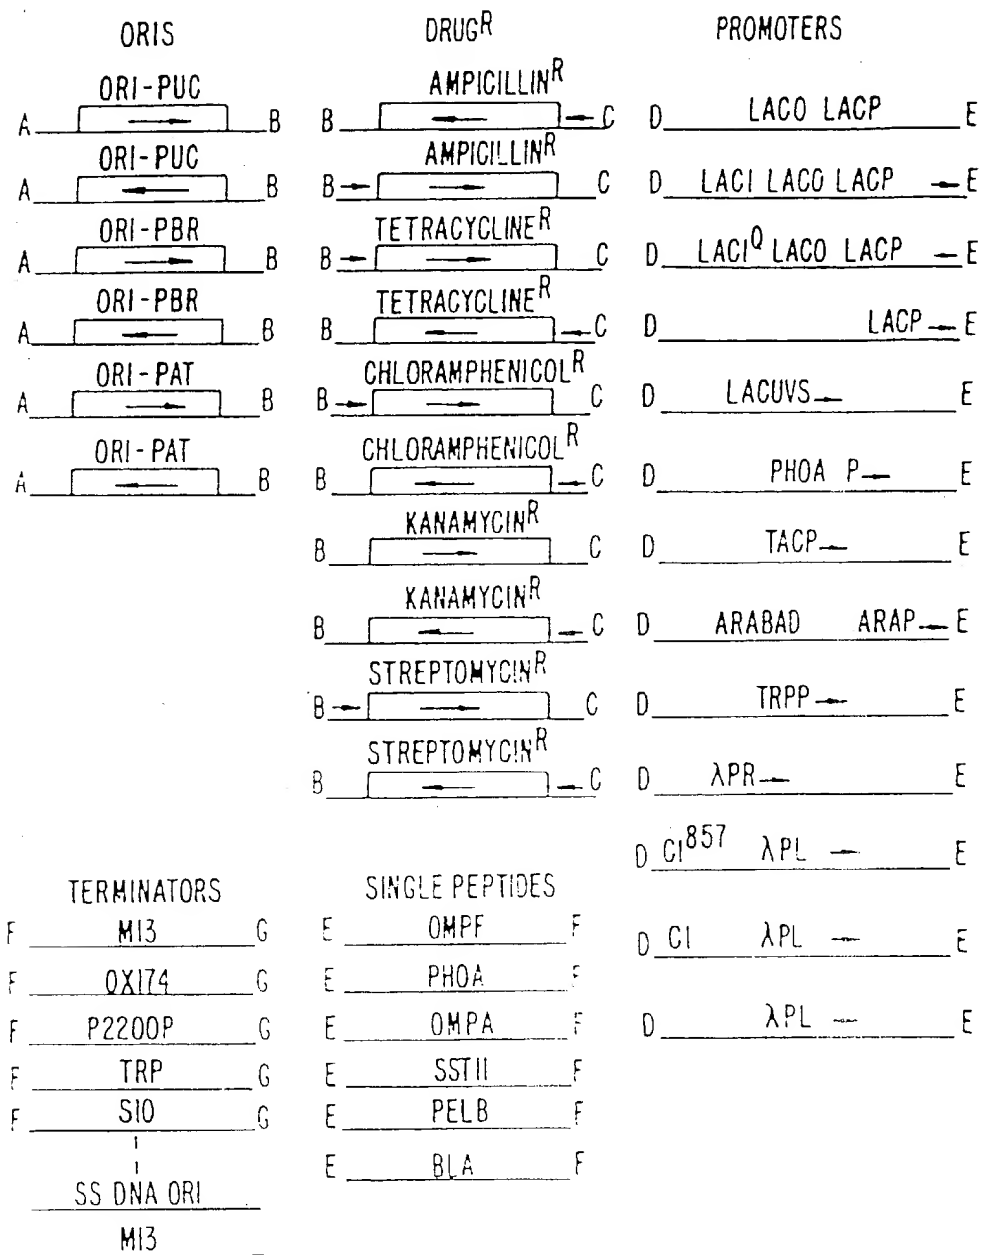 ORIS
ORI-PUC
A B
ORI-PUC
A B
ORI-PBR
A B
ORI-PBR
A B
ORI-PAT
A B
ORI-PAT
A B
DRUGR
AMPICILLINR
B C
AMPICILLINR
B C
TETRACYCLINER
B C
TETRACYCLINER
B C
CHLORAMPHENICOLR
B C
CHLORAMPHENICOLR
B C
KANAMYCINR
B C
KANAMYCINR
B C
STREPTOMYCINR
B C
STREPTOMYCINR
B C
PROMOTERS
D LACO LACP E
D LACI LACO LACP E
D LACIQ LACO LACP E
D LACP E
D LACUVS E
D PHOA P E
D TACP E
D ARABAD ARAP E
D TRPP E
D λPR E
D CI857 λPL E
D CI λPL E
D λPL E
TERMINATORS
F M13 G
F OX174 G
F P2200P G
F TRP G
F S10 G
SS DNA ORI
M13
SINGLE PEPTIDES
E OMPF F
E PHOA F
E OMPA F
E SSTII F
E PELB F
E BLA F